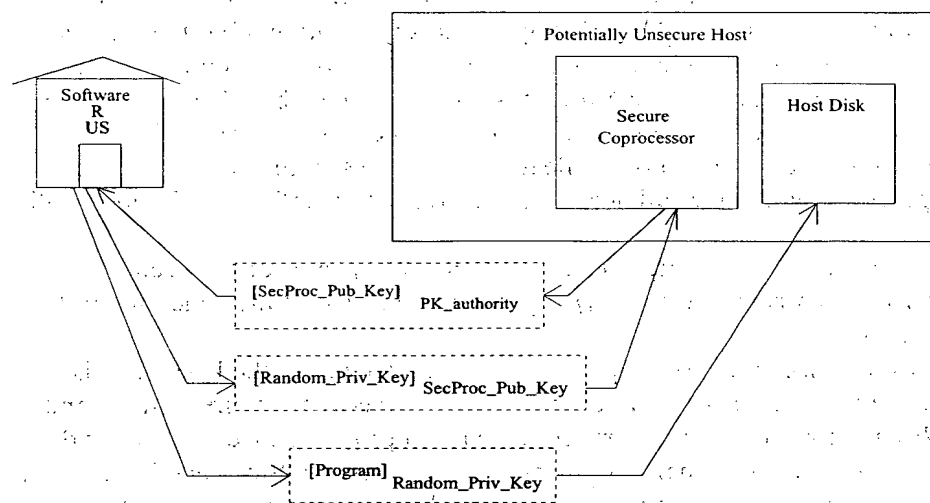 Potentially Unsecure Host
Software
R
US
Secure
Coprocessor
Host Disk
[SecProc_Pub_Key]
PK_authority
[Random_Priv_Key]
SecProc_Pub_Key
[Program]
Random_Priv_Key